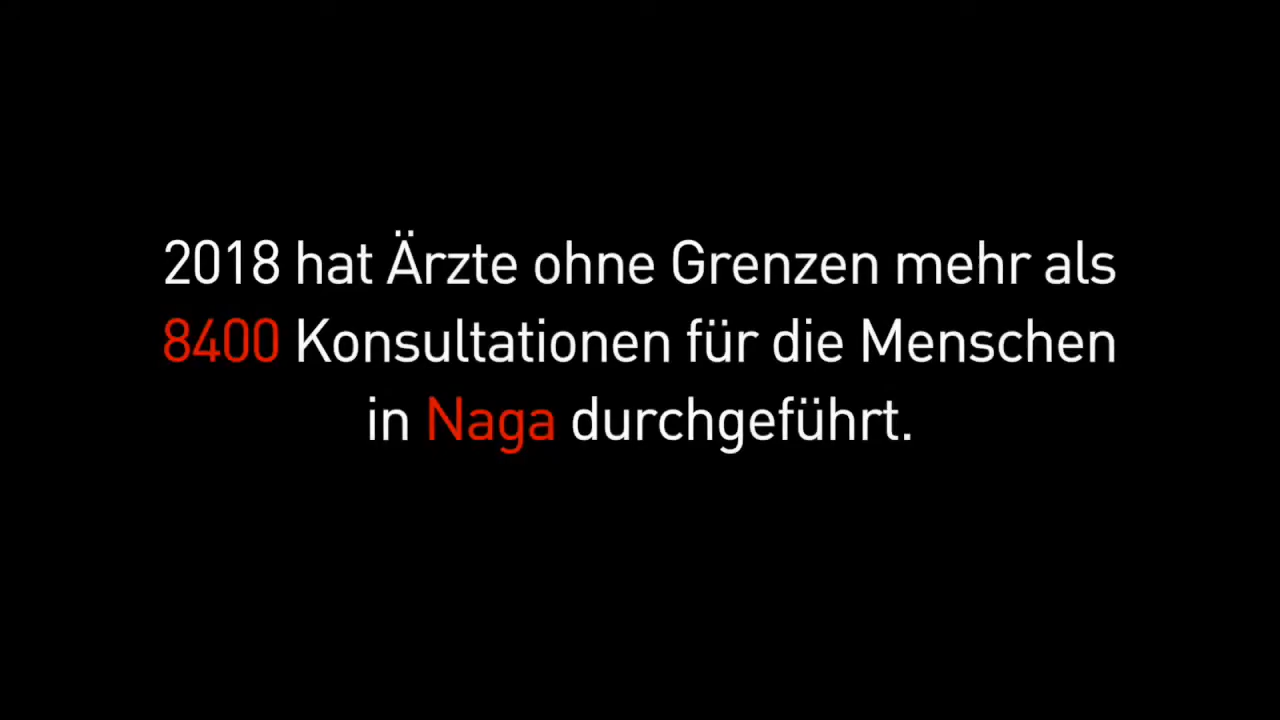 2018 hat Ärzte ohne Grenzen mehr als
8400 Konsultationen für die Menschen
in Naga durchgeführt.